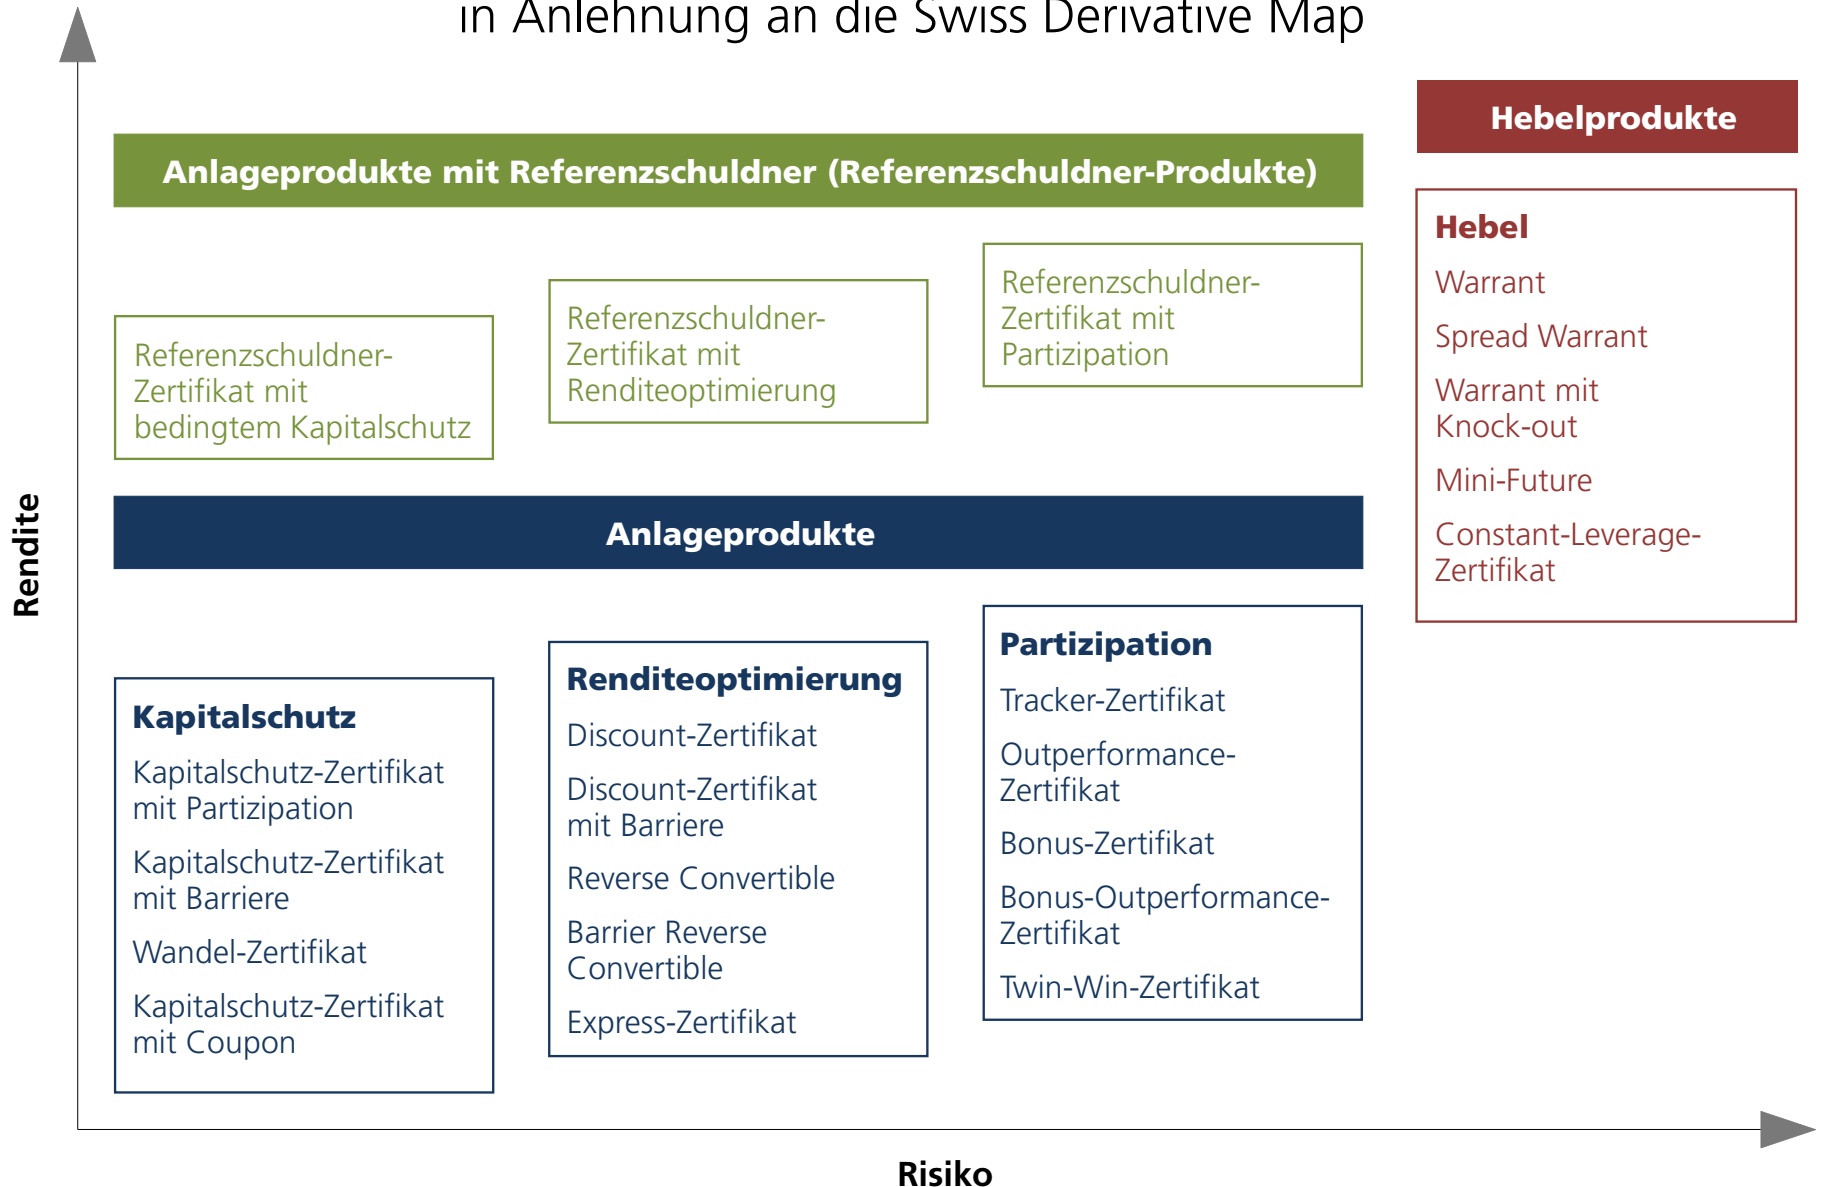 in Anlehnung an die Swiss Derivative Map
Hebelprodukte
Anlageprodukte mit Referenzschuldner (Referenzschuldner-Produkte)
Referenzschuldner-
Zertifikat mit
bedingtem Kapitalschutz
Referenzschuldner-
Zertifikat mit
Renditeoptimierung
Referenzschuldner-
Zertifikat mit
Partizipation
Hebel
Warrant
Spread Warrant
Warrant mit
Knock-out
Mini-Future
Constant-Leverage-
Zertifikat
Anlageprodukte
Kapitalschutz
Kapitalschutz-Zertifikat
mit Partizipation
Kapitalschutz-Zertifikat
mit Barriere
Wandel-Zertifikat
Kapitalschutz-Zertifikat
mit Coupon
Renditeoptimierung
Discount-Zertifikat
Discount-Zertifikat
mit Barriere
Reverse Convertible
Barrier Reverse
Convertible
Express-Zertifikat
Partizipation
Tracker-Zertifikat
Outperformance-
Zertifikat
Bonus-Zertifikat
Bonus-Outperformance-
Zertifikat
Twin-Win-Zertifikat
Rendite
Risiko